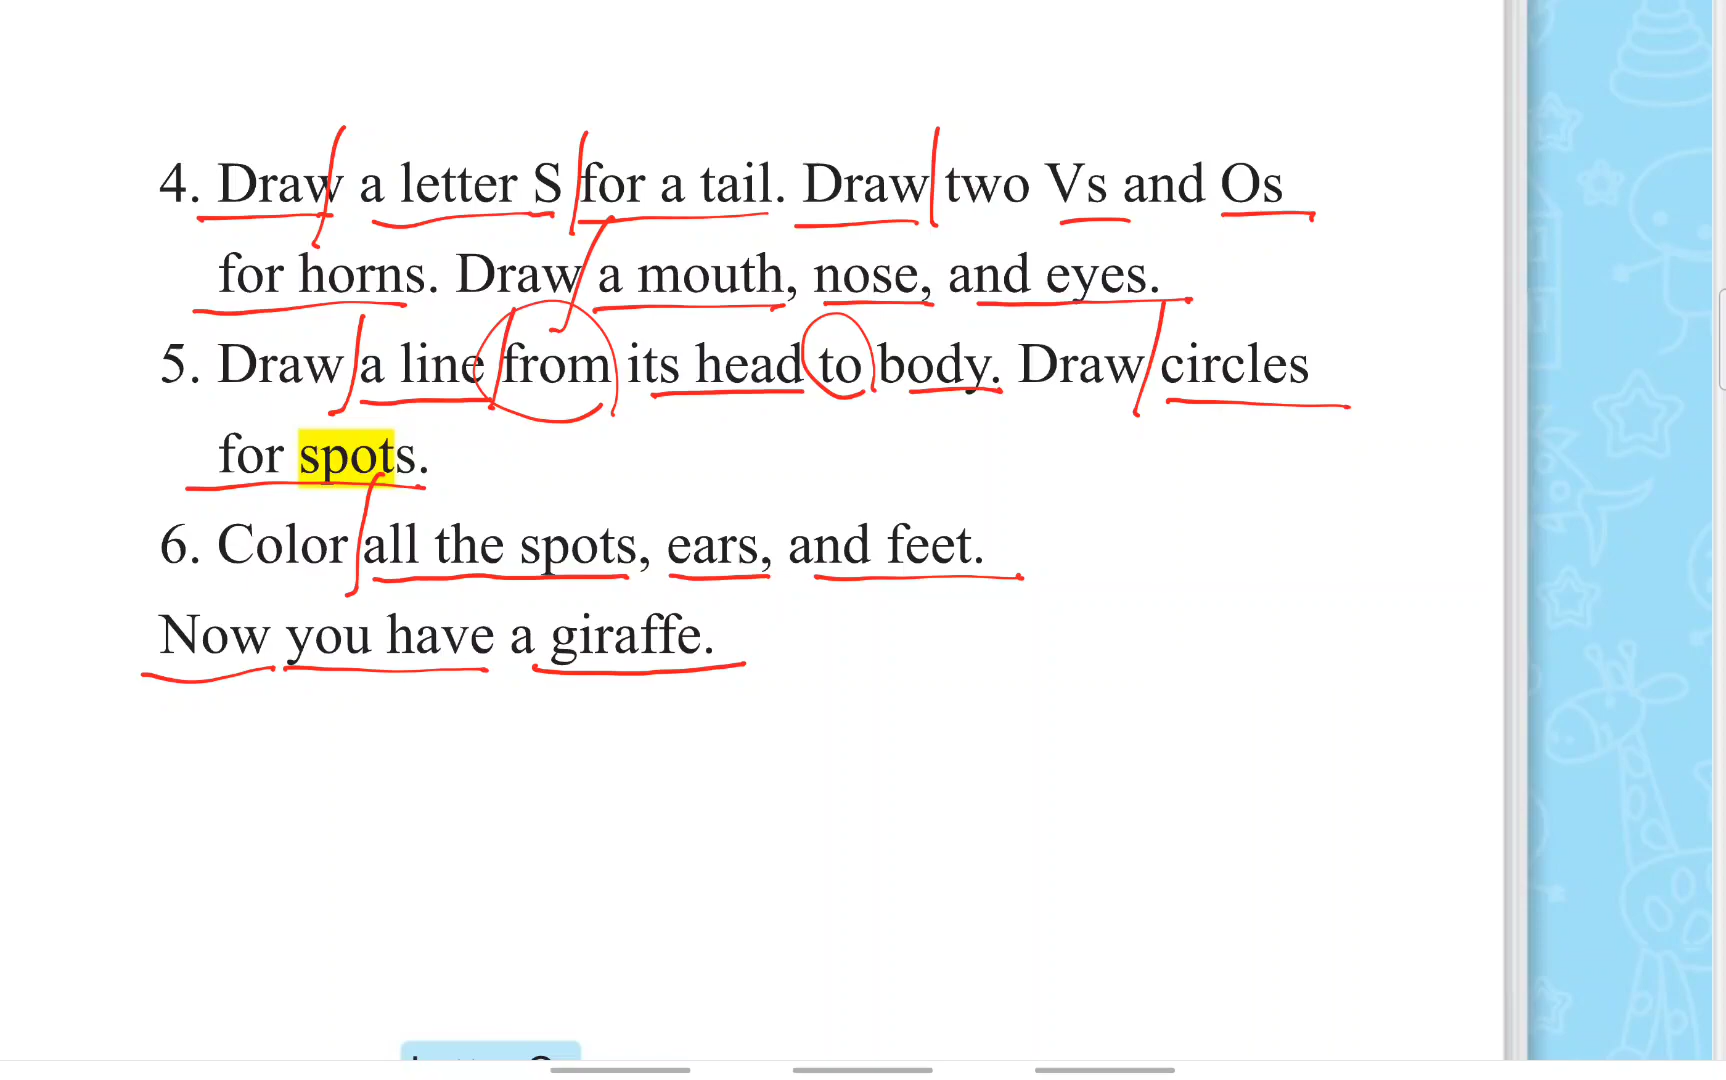 4. Draw a letter S for a tail. Draw two Vs and Os
for horns. Draw a mouth, nose, and eyes.
5. Draw a line from its head to body. Draw circles
for spots.
6. Color all the spots, ears, and feet.
Now you have a giraffe.